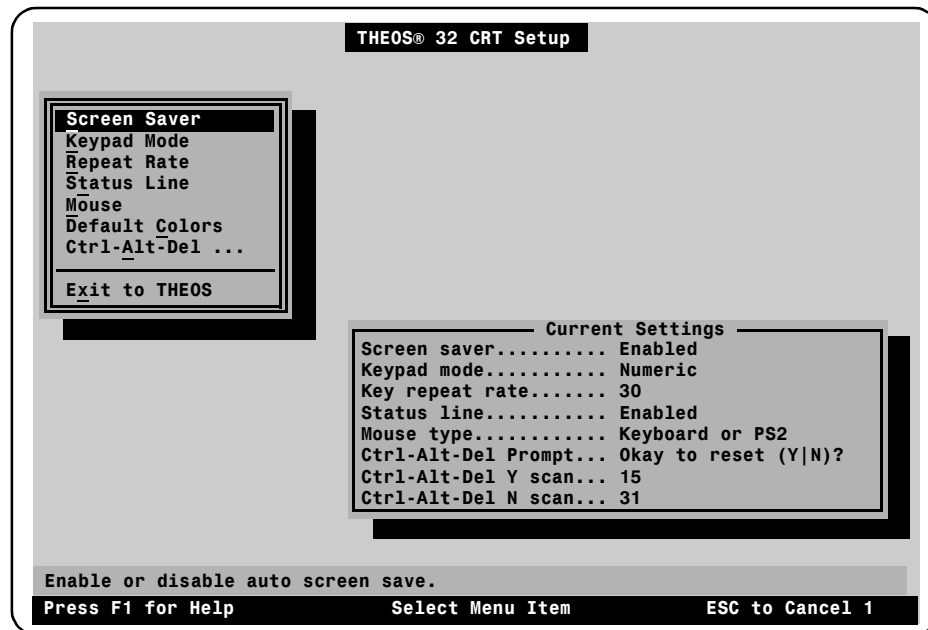 THEOS® 32 CRT Setup
Screen Saver
Keypad Mode
Repeat Rate
Status Line
Mouse
Default Colors
Ctrl-Alt-Del ...
Exit to THEOS
Current Settings
Screen saver.......... Enabled
Keypad mode........... Numeric
Key repeat rate....... 30
Status line........... Enabled
Mouse type............ Keyboard or PS2
Ctrl-Alt-Del Prompt... Okay to reset (Y|N)?
Ctrl-Alt-Del Y scan... 15
Ctrl-Alt-Del N scan... 31
Enable or disable auto screen save.
Press F1 for Help Select Menu Item ESC to Cancel 1